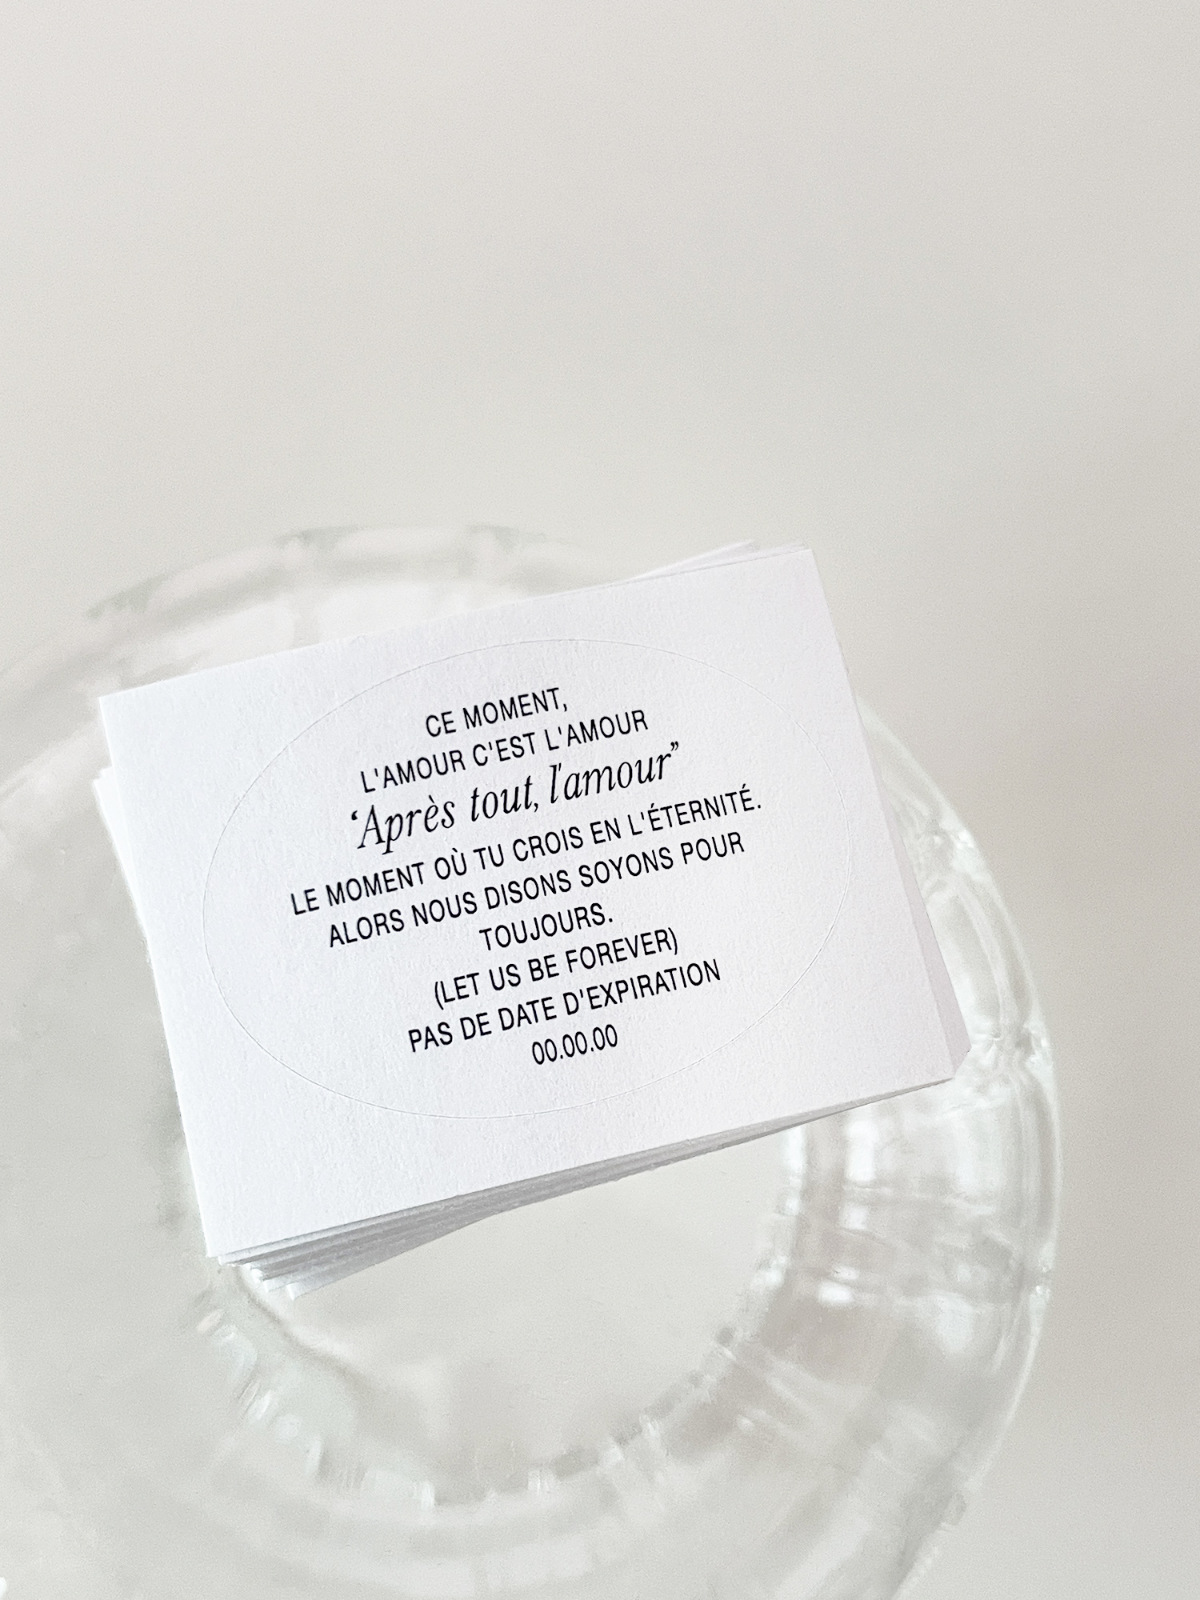 CE MOMENT,
L'AMOUR C'EST L'AMOUR
‘Après tout, l'amour”
LE MOMENT OÙ TU CROIS EN L'ÉTERNITÉ.
ALORS NOUS DISONS SOYONS POUR
TOUJOURS.
(LET US BE FOREVER)
PAS DE DATE D'EXPIRATION
00.00.00